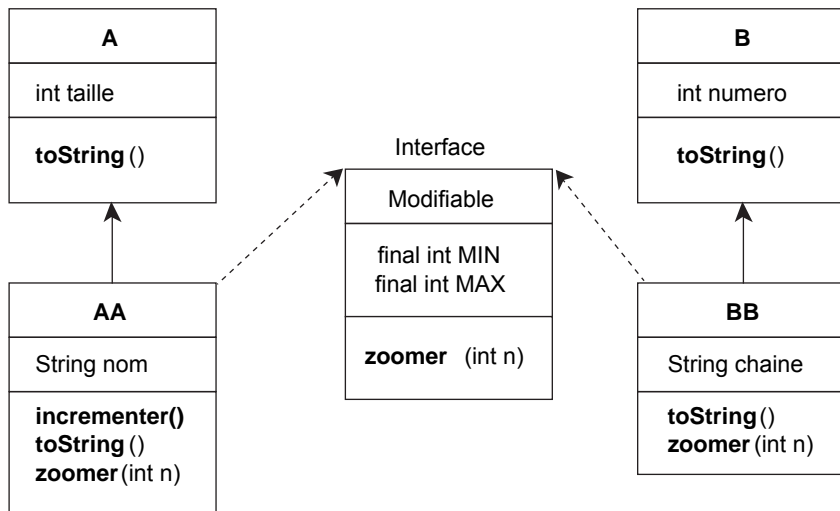 A
int taille
toString ()
B
int numero
toString ()
Interface
Modifiable
final int MIN
final int MAX
zoomer (int n)
AA
String nom
incrementer()
toString ()
zoomer (int n)
BB
String chaine
toString ()
zoomer (int n)